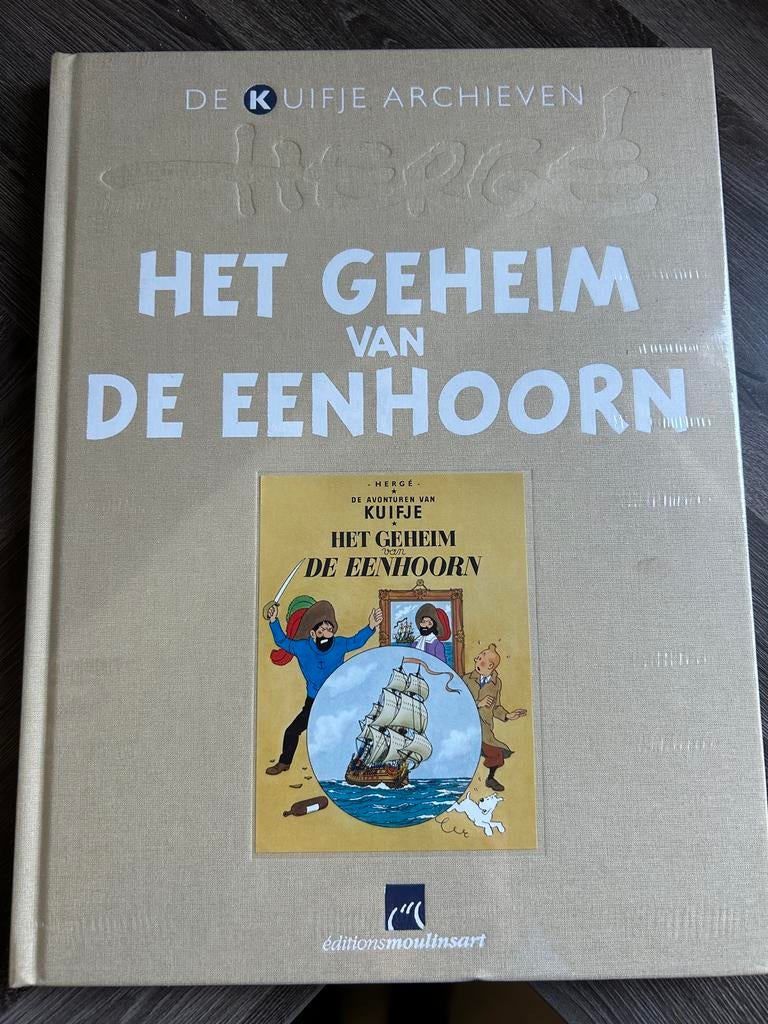 DE KUIFJE ARCHIEVEN
HERGÉ
HET GEHEIM
VAN
DE EENHOORN
- HERGÉ -
DE AVONTUREN VAN
KUIFJE
HET GEHEIM
van
DE EENHOORN
éditionsmoulinsart